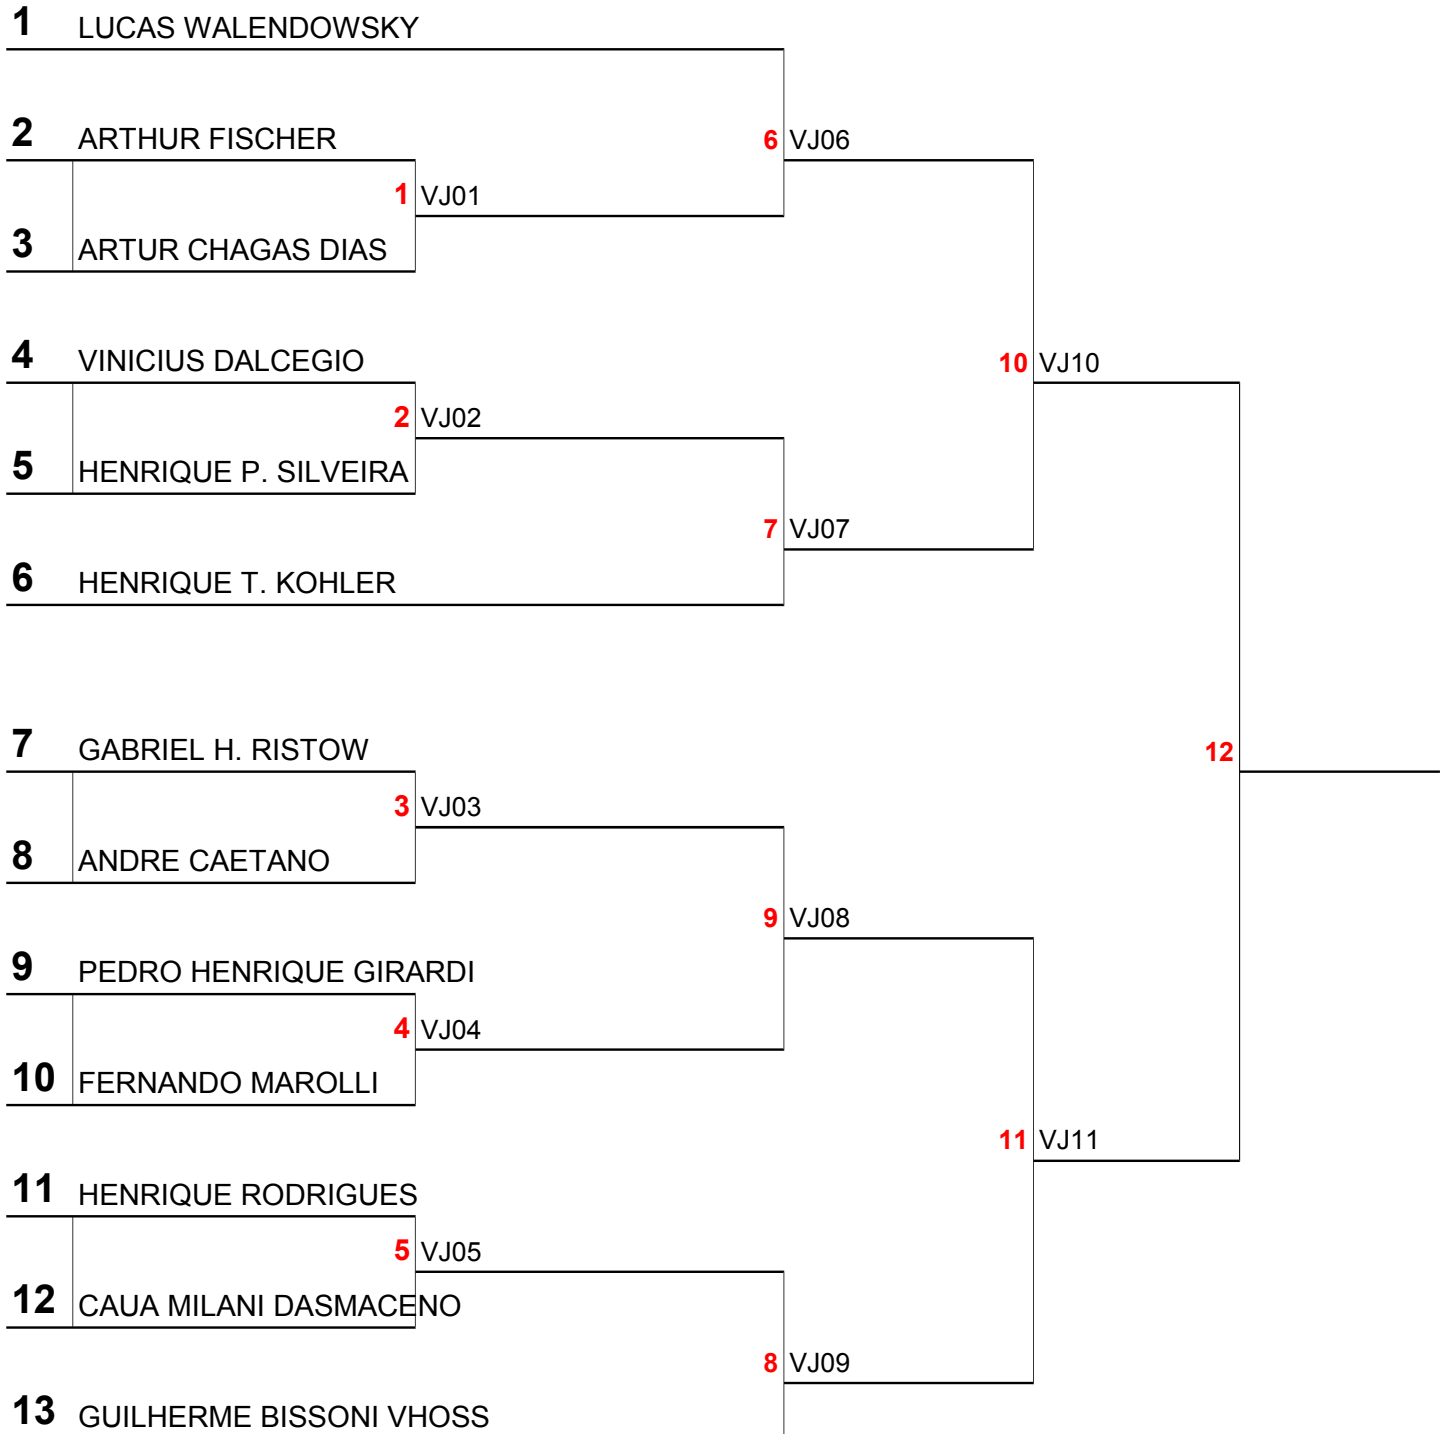 1 LUCAS WALENDOWSKY
2 ARTHUR FISCHER
6 VJ06
1 VJ01
3 ARTUR CHAGAS DIAS
4 VINICIUS DALCEGIO
10 VJ10
2 VJ02
5 HENRIQUE P. SILVEIRA
7 VJ07
6 HENRIQUE T. KOHLER
7 GABRIEL H. RISTOW
12
3 VJ03
8 ANDRE CAETANO
9 VJ08
9 PEDRO HENRIQUE GIRARDI
4 VJ04
10 FERNANDO MAROLLI
11 VJ11
11 HENRIQUE RODRIGUES
5 VJ05
12 CAUA MILANI DASMACENO
8 VJ09
13 GUILHERME BISSONI VHOSS